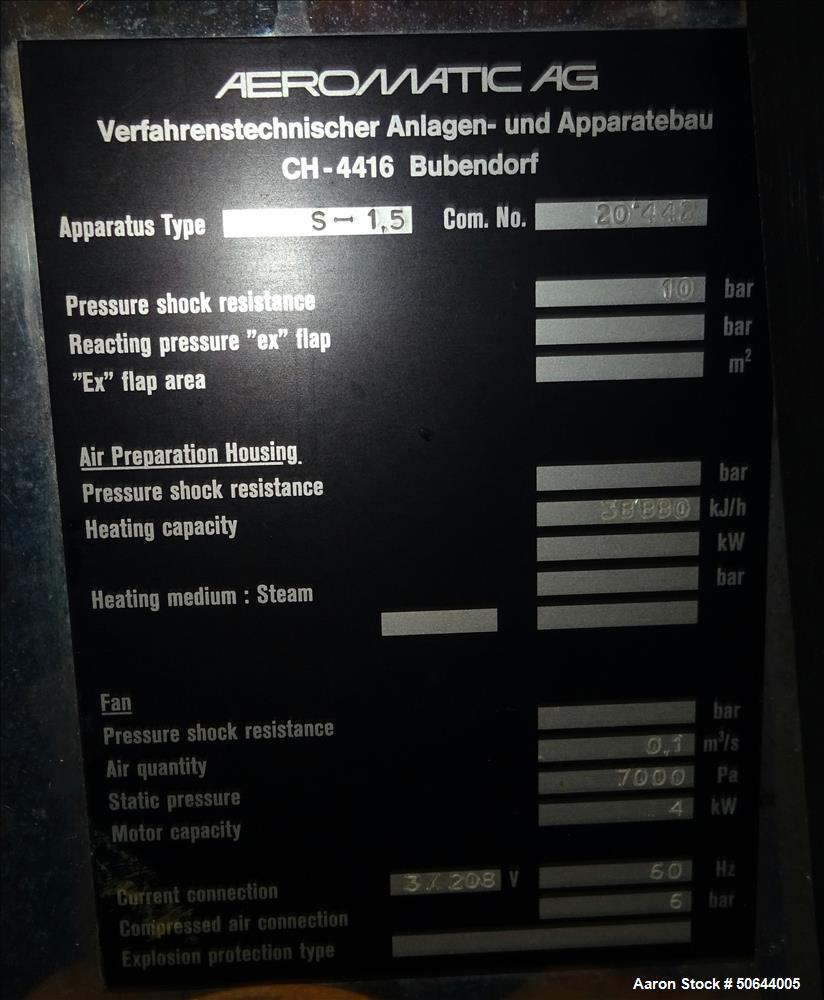 AEROMATIC AG
Verfahrenstechnischer Anlagen- und Apparatebau
CH-4416 Bubendorf
Apparatus Type S-1,5 Com. No. 20'442
Pressure shock resistance 10 bar
Reacting pressure "ex" flap bar
"Ex" flap area m²
Air Preparation Housing
Pressure shock resistance bar
Heating capacity 38'880 kJ/h
kW
Heating medium : Steam bar
Fan
Pressure shock resistance bar
Air quantity 0,1 m³/s
Static pressure 7000 Pa
Motor capacity 4 kW
Current connection 3/208 V 60 Hz
Compressed air connection 6 bar
Explosion protection type
Aaron Stock # 50644005